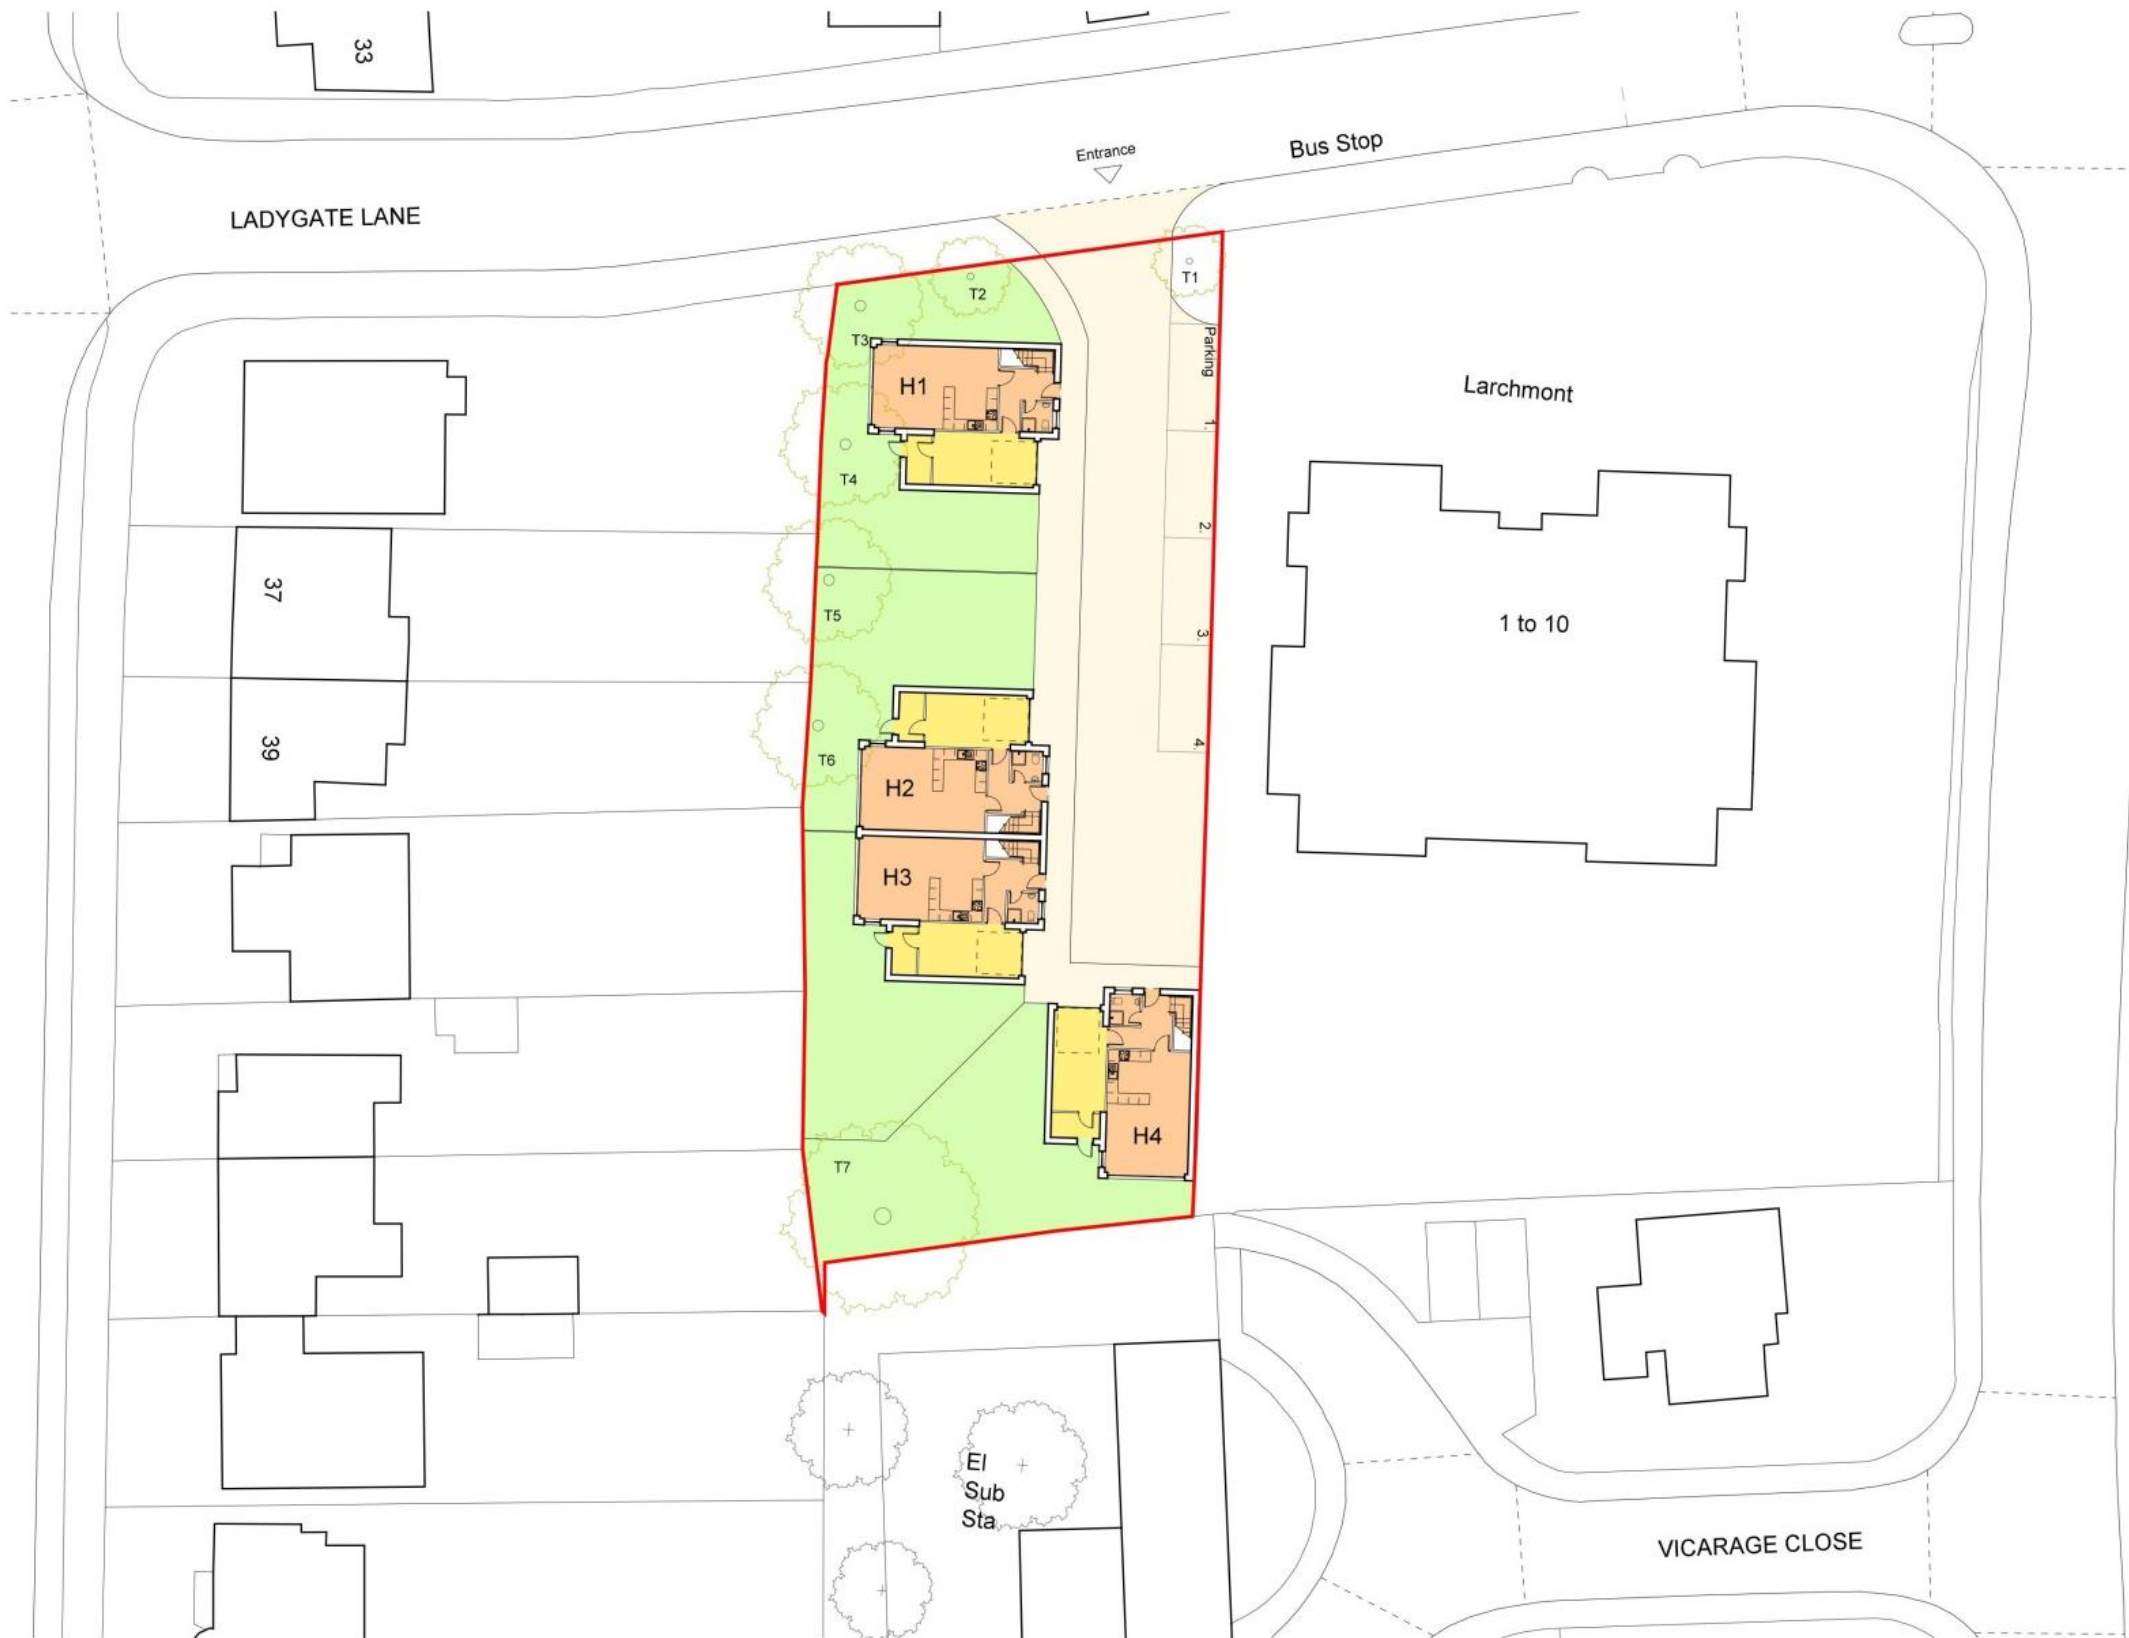 33
Entrance
Bus Stop
LADYGATE LANE
T1
T2
T3
Parking
H1
Larchmont
1.
T4
2.
37
T5
1 to 10
3.
39
4.
T6
H2
H3
H4
T7
El
Sub
Sta
VICARAGE CLOSE